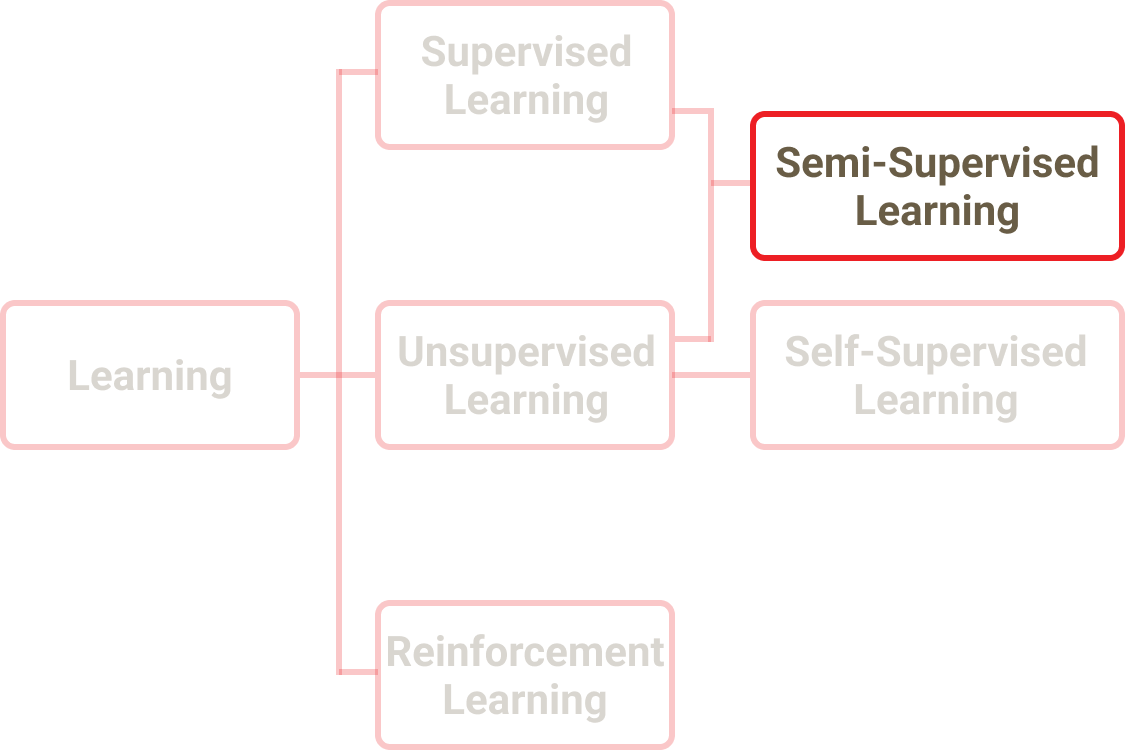 Supervised
Learning
Semi-Supervised
Learning
Learning
Unsupervised
Learning
Self-Supervised
Learning
Reinforcement
Learning